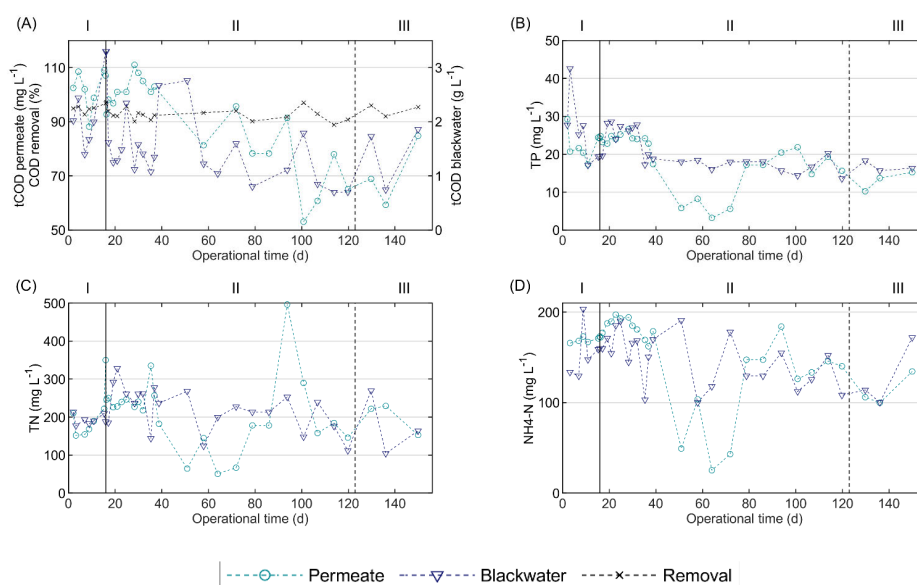 (A)
I
II
III
tCOD permeate (mg L⁻¹)
COD removal (%)
110
90
70
50
3
2
1
0
tCOD blackwater (g L⁻¹)
0 20 40 60 80 100 120 140
Operational time (d)
(B)
I
II
III
TP (mg L⁻¹)
50
40
30
20
10
0
0 20 40 60 80 100 120 140
Operational time (d)
(C)
I
II
III
TN (mg L⁻¹)
500
400
300
200
100
0
0 20 40 60 80 100 120 140
Operational time (d)
(D)
I
II
III
NH4-N (mg L⁻¹)
200
100
0
0 20 40 60 80 100 120 140
Operational time (d)
Permeate Blackwater Removal